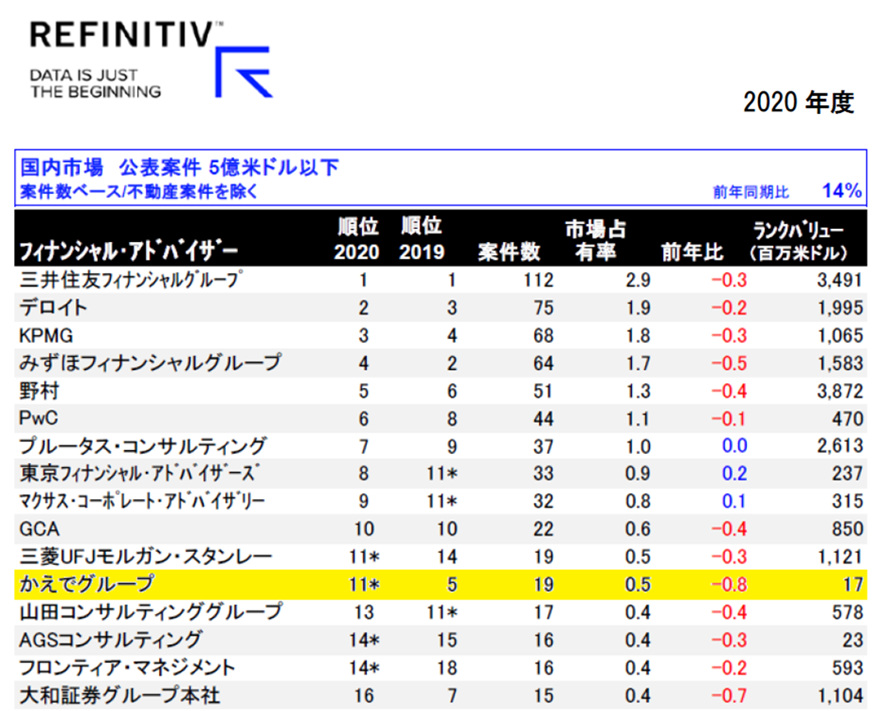 REFINITIV™
DATA IS JUST
THE BEGINNING
2020 年度
国内市場 公表案件 5億米ドル以下
案件数ベース/不動産案件を除く 前年同期比 14%
フィナンシャル・アドバイザー 順位 2020 順位 2019 案件数 市場占有率 前年比 ランクバリュー (百万米ドル)
三井住友フィナンシャルグループ 1 1 112 2.9 -0.3 3,491
デロイト 2 3 75 1.9 -0.2 1,995
KPMG 3 4 68 1.8 -0.3 1,065
みずほフィナンシャルグループ 4 2 64 1.7 -0.5 1,583
野村 5 6 51 1.3 -0.4 3,872
PwC 6 8 44 1.1 -0.1 470
プルータス・コンサルティング 7 9 37 1.0 0.0 2,613
東京フィナンシャル・アドバイザーズ 8 11* 33 0.9 0.2 237
マクサス・コーポレート・アドバイザリー 9 11* 32 0.8 0.1 315
GCA 10 10 22 0.6 -0.4 850
三菱UFJモルガン・スタンレー 11* 14 19 0.5 -0.3 1,121
かえでグループ 11* 5 19 0.5 -0.8 17
山田コンサルティンググループ 13 11* 17 0.4 -0.4 578
AGSコンサルティング 14* 15 16 0.4 -0.3 23
フロンティア・マネジメント 14* 18 16 0.4 -0.2 593
大和証券グループ本社 16 7 15 0.4 -0.7 1,104